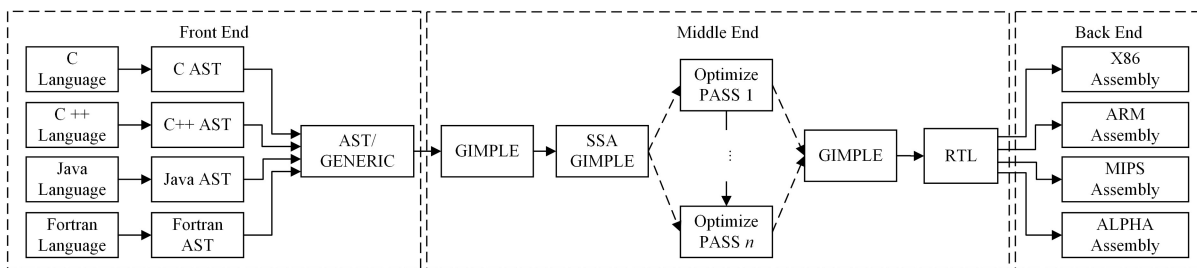 Front End
C
Language
C AST
C ++
Language
C++ AST
Java
Language
Java AST
Fortran
Language
Fortran
AST
AST/
GENERIC
Middle End
GIMPLE
SSA
GIMPLE
Optimize
PASS 1
...
Optimize
PASS n
GIMPLE
RTL
Back End
X86
Assembly
ARM
Assembly
MIPS
Assembly
ALPHA
Assembly